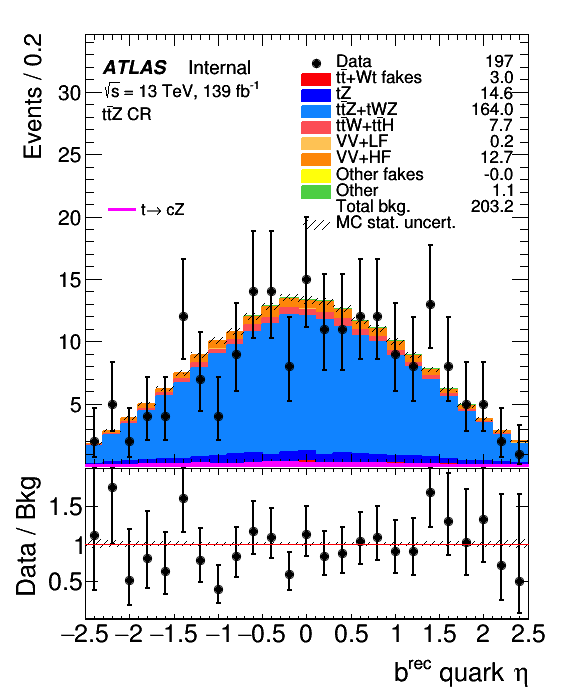 Events / 0.2
ATLAS Internal
√s = 13 TeV, 139 fb⁻¹
tt̄Z CR
t→ cZ
Data 197
tt̄+Wt fakes 3.0
tZ 14.6
tt̄Z+tWZ 164.0
tt̄W+tt̄H 7.7
VV+LF 0.2
VV+HF 12.7
Other fakes -0.0
Other 1.1
Total bkg. 203.2
MC stat. uncert.
30
25
20
15
10
5
Data / Bkg
1.5
1
0.5
−2.5 −2 −1.5 −1 −0.5 0 0.5 1 1.5 2 2.5
b^rec quark η